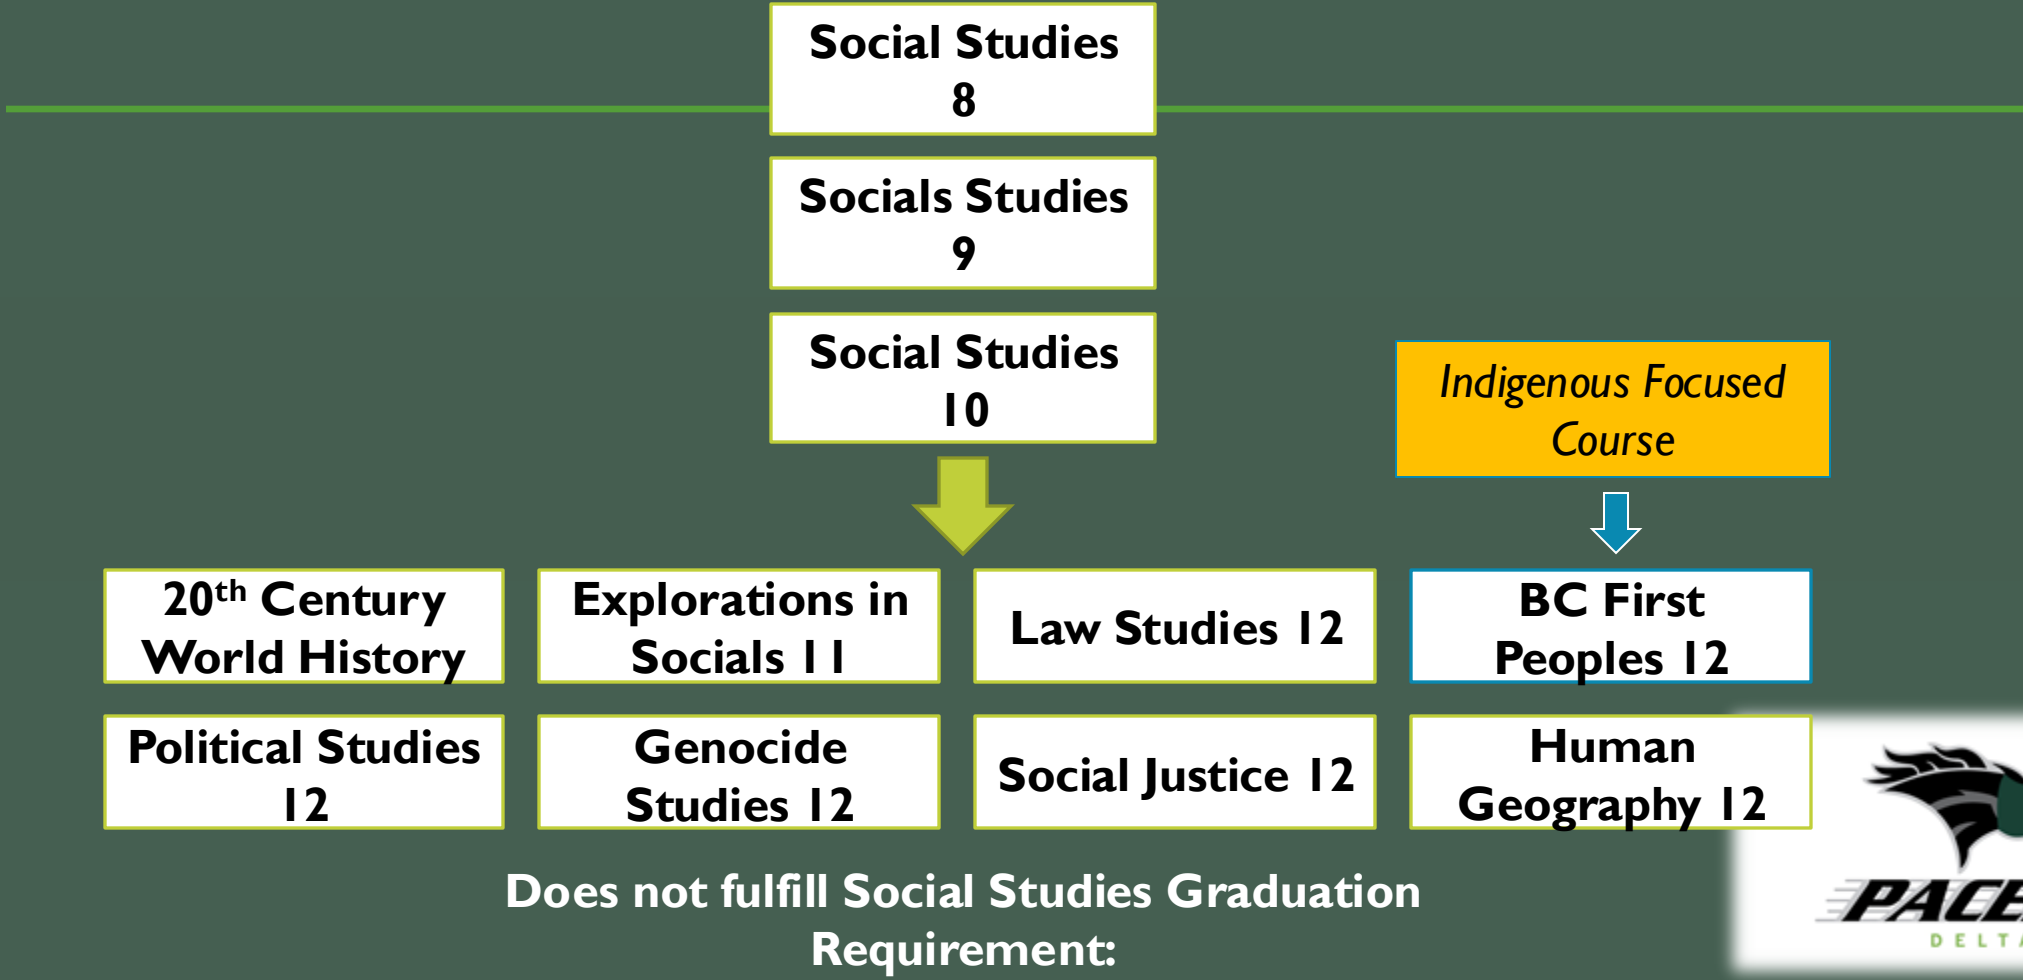 Social Studies
8
Socials Studies
9
Social Studies
10
Indigenous Focused
Course
20th Century
World History
Explorations in
Socials 11
Law Studies 12
BC First
Peoples 12
Political Studies
12
Genocide
Studies 12
Social Justice 12
Human
Geography 12
Does not fulfill Social Studies Graduation
Requirement: